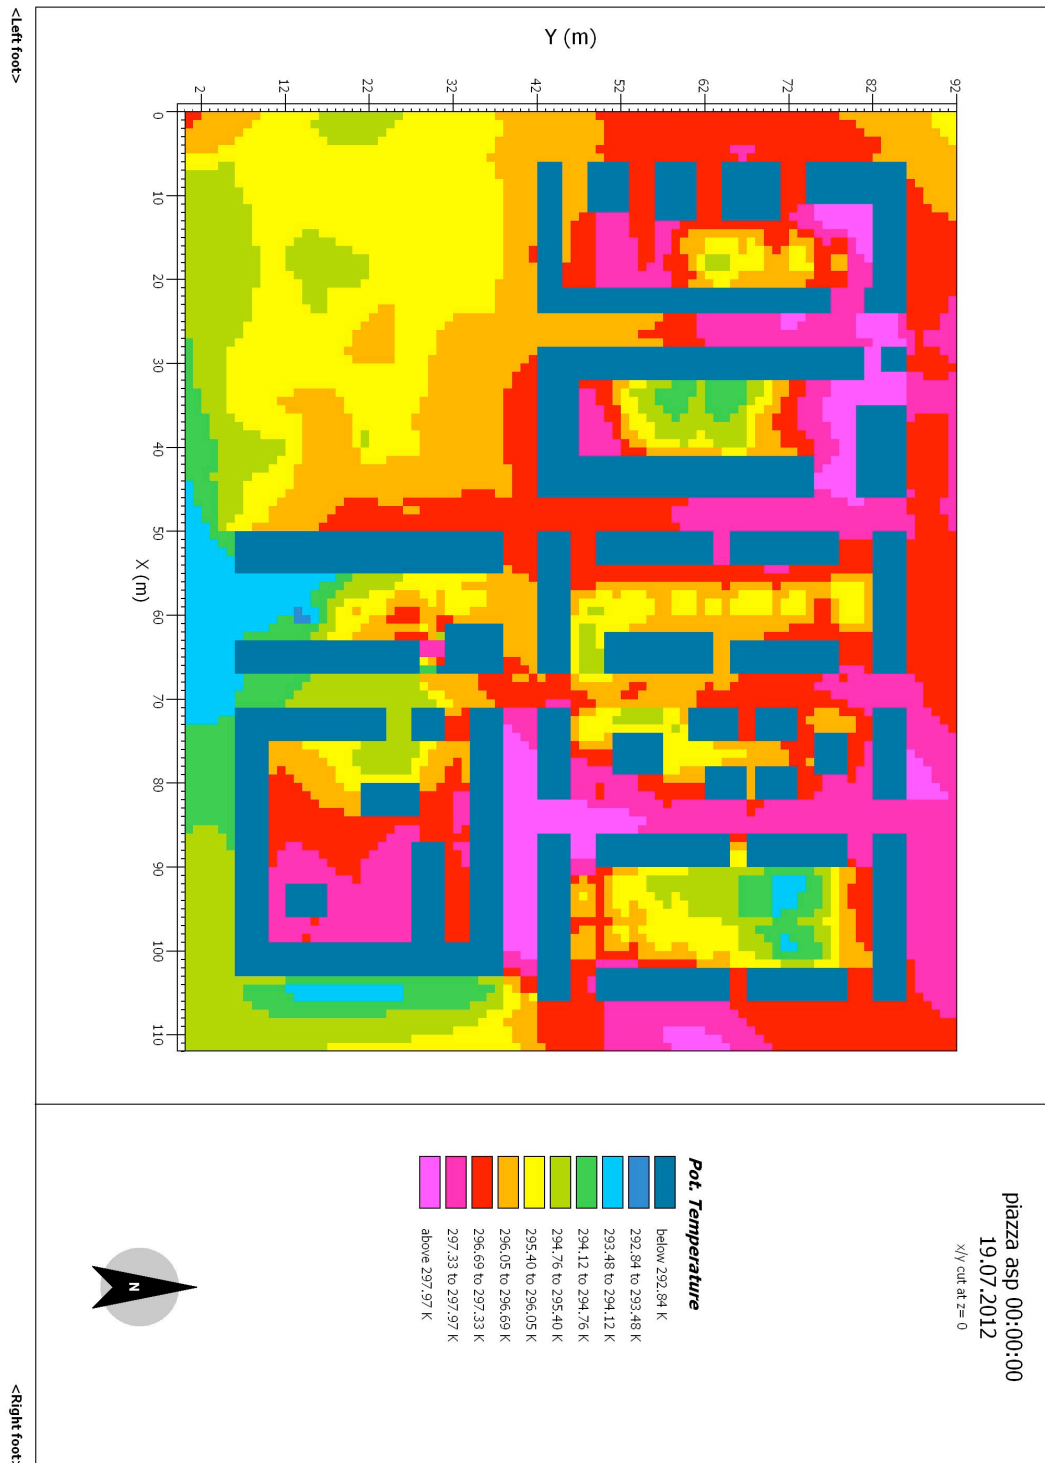 <Left foot>
Y (m)
2 12 22 32 42 52 62 72 82 92
0
10
20
30
40
50
60
70
80
90
100
110
X (m)
piazza asp 00:00:00
19.07.2012
x/y cut at z= 0
Pot. Temperature
below 292.84 K
292.84 to 293.48 K
293.48 to 294.12 K
294.12 to 294.76 K
294.76 to 295.40 K
295.40 to 296.05 K
296.05 to 296.69 K
296.69 to 297.33 K
297.33 to 297.97 K
above 297.97 K
N
<Right foot>